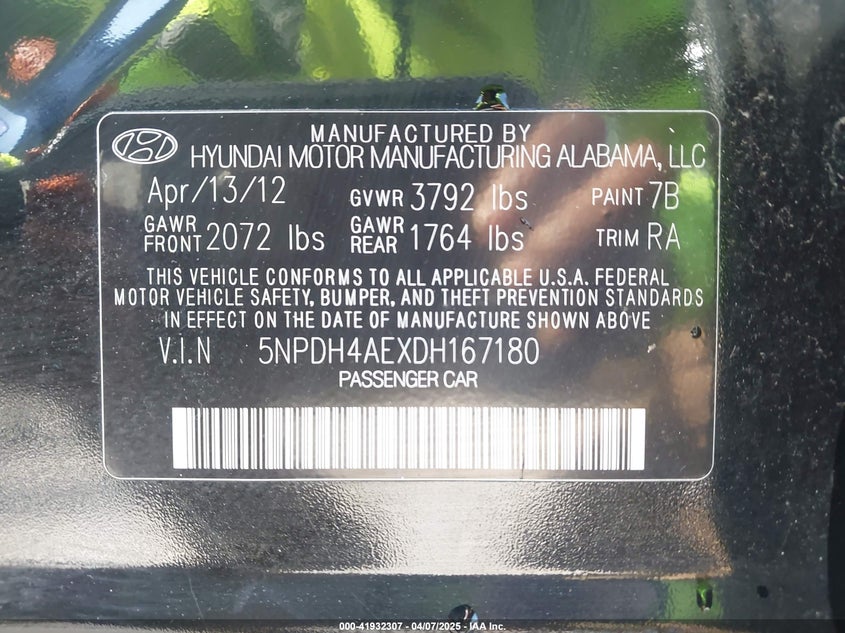 MANUFACTURED BY
HYUNDAI MOTOR MANUFACTURING ALABAMA, LLC
Apr/13/12 GVWR 3792 lbs PAINT 7B
GAWR FRONT 2072 lbs GAWR REAR 1764 lbs TRIM RA
THIS VEHICLE CONFORMS TO ALL APPLICABLE U.S.A. FEDERAL
MOTOR VEHICLE SAFETY, BUMPER, AND THEFT PREVENTION STANDARDS
IN EFFECT ON THE DATE OF MANUFACTURE SHOWN ABOVE
V.I.N 5NPDH4AEXDH167180
PASSENGER CAR
000-41932307 - 04/07/2025 - IAA Inc.